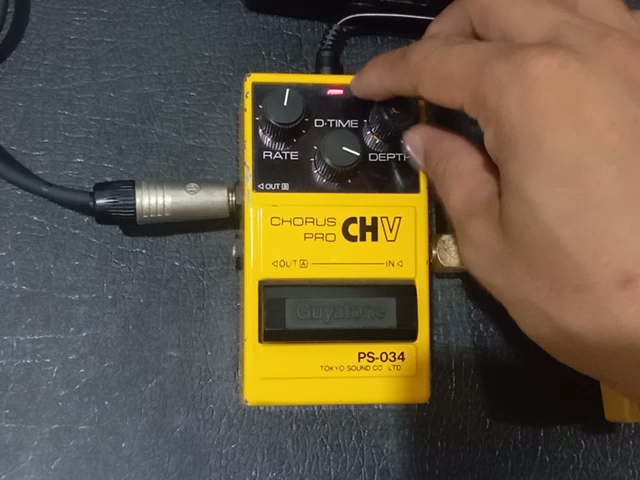 D-TIME
RATE
DEPTH
◁OUT B
CHORUS
PRO CHV
◁OUT A IN◁
Guyatone
PS-034
TOKYO SOUND CO. LTD.